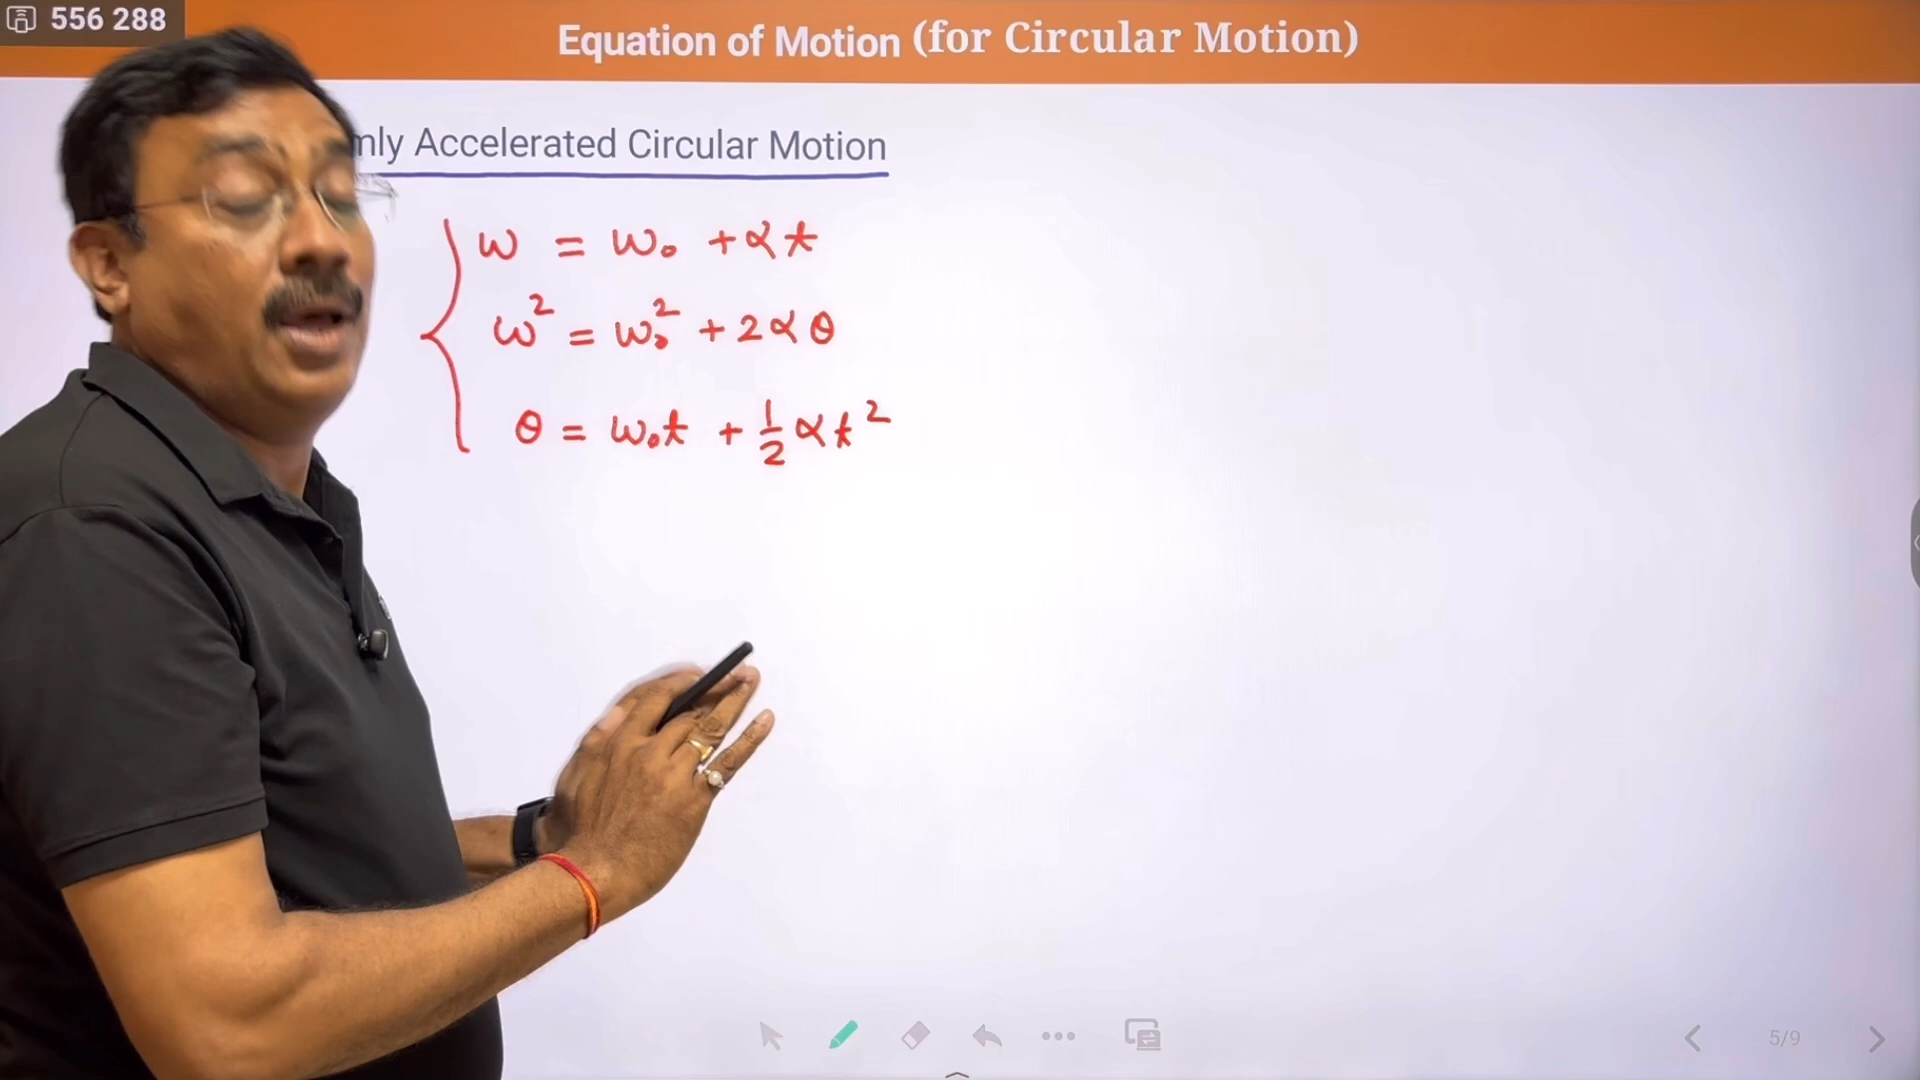 556 288
Equation of Motion (for Circular Motion)
Accelerated Circular Motion
ω = ω₀ + αt
ω² = ω₀² + 2αθ
θ = ω₀t + ½αt²
5/9